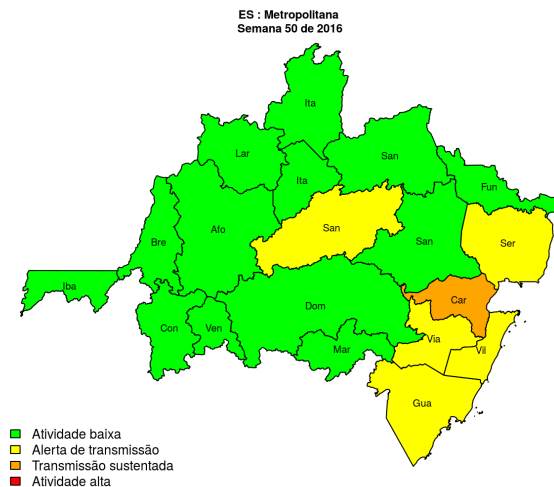 ES : Metropolitana
Semana 50 de 2016
Ita
Lar
San
Ita
Fun
Afo
San
Bre
San
Ser
Iba
Car
Dom
Con
Ven
Via
Mar
Vil
Gua
Atividade baixa
Alerta de transmissão
Transmissão sustentada
Atividade alta